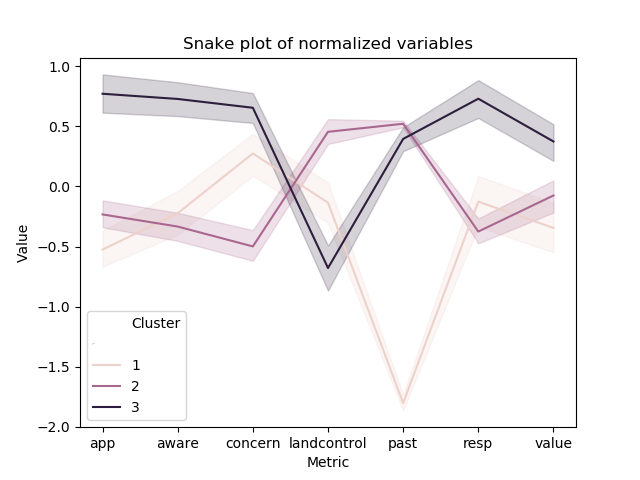 Snake plot of normalized variables
1.0
0.5
0.0
−0.5
−1.0
−1.5
−2.0
Value
Cluster
1
2
3
app aware concern landcontrol past resp value
Metric